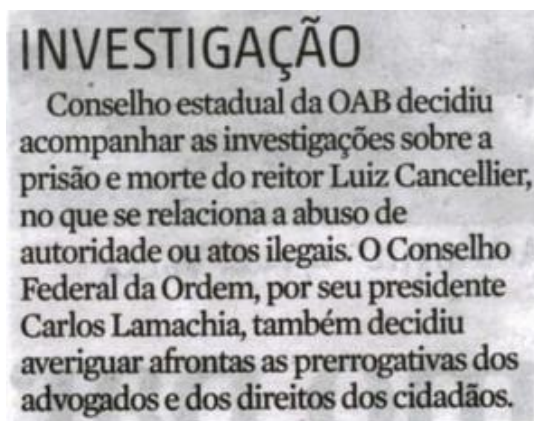 INVESTIGAÇÃO
Conselho estadual da OAB decidiu
acompanhar as investigações sobre a
prisão e morte do reitor Luiz Cancellier,
no que se relaciona a abuso de
autoridade ou atos ilegais. O Conselho
Federal da Ordem, por seu presidente
Carlos Lamachia, também decidiu
averiguar afrontas as prerrogativas dos
advogados e dos direitos dos cidadãos.